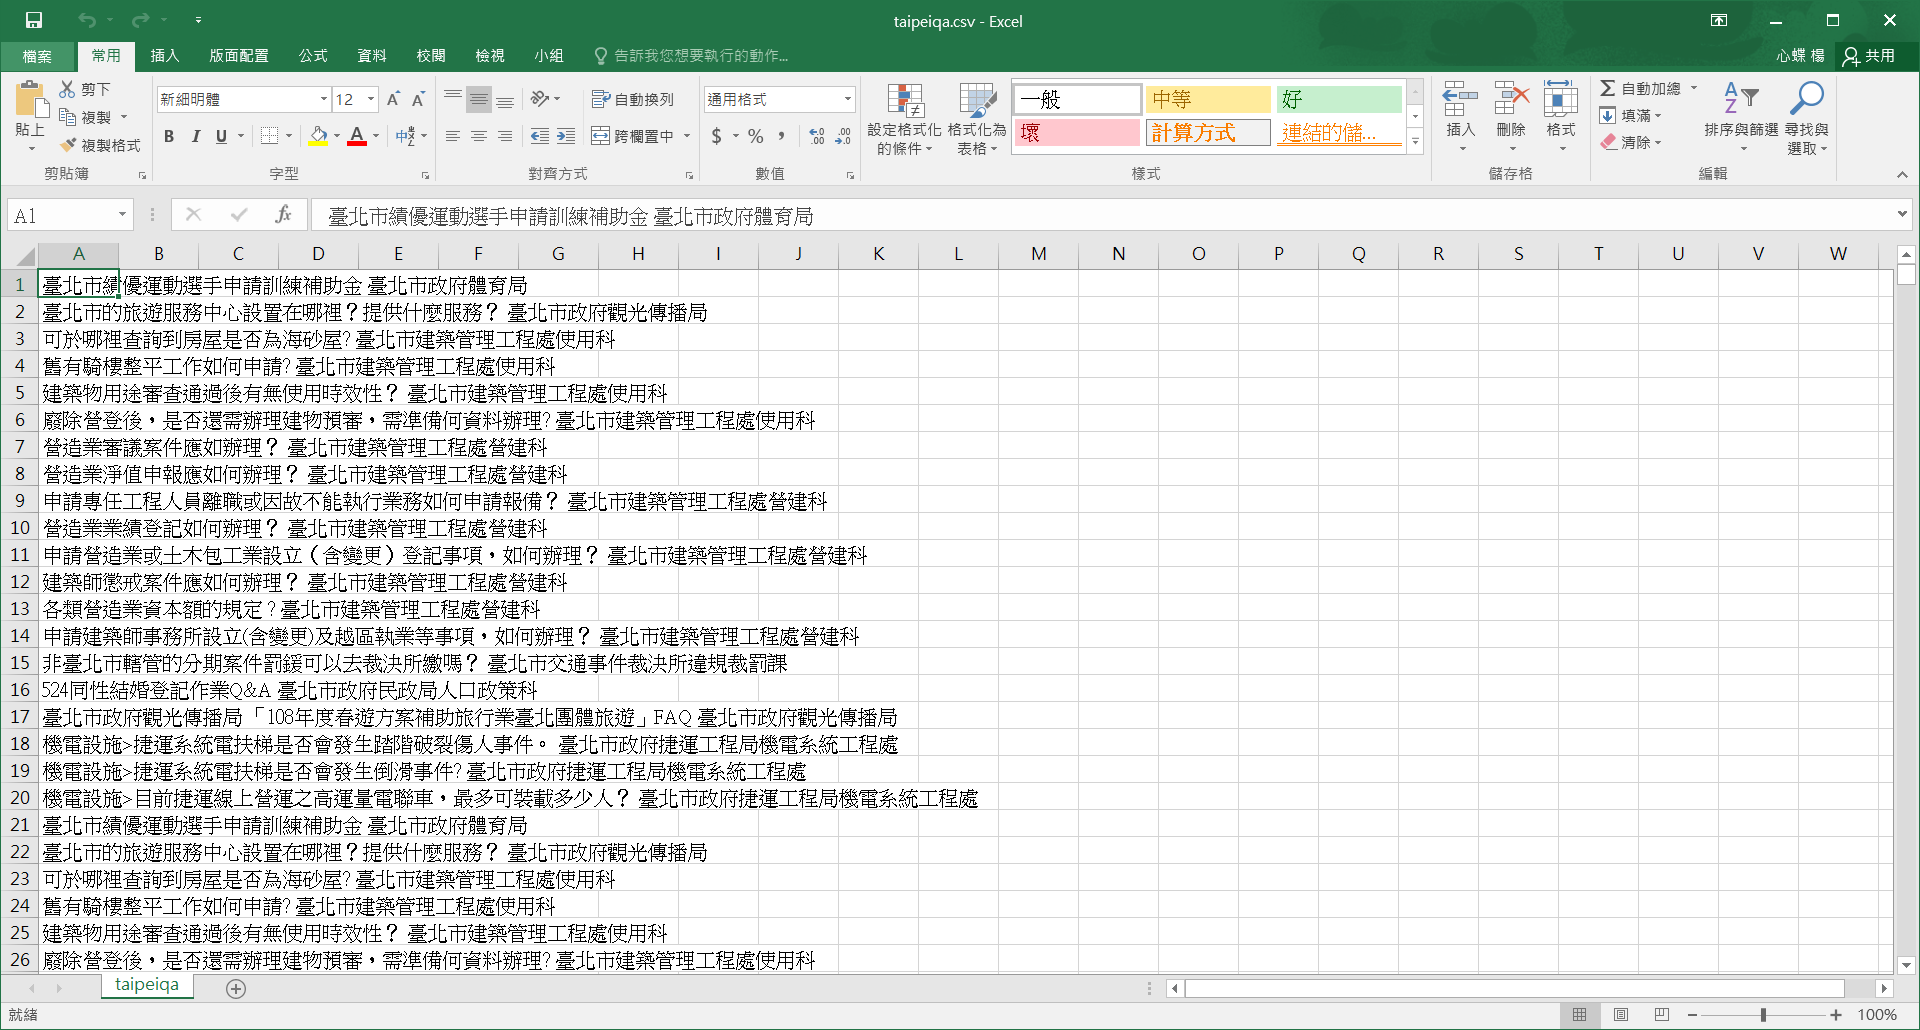 taipeiqa.csv - Excel
檔案 常用 插入 版面配置 公式 資料 校閱 檢視 小組 告訴我您想要執行的動作... 心蝶 楊 共用
貼上 剪下 複製 複製格式 剪貼簿
新細明體 12 A A B I U A 中 字型
自動換列 跨欄置中 對齊方式
通用格式 $ % , .00 數值
設定格式化的條件 格式化為表格
一般 中等 好
壞 計算方式 連結的儲...
樣式
插入 刪除 格式 儲存格
自動加總 填滿 清除 排序與篩選 尋找與選取 編輯
A1 fx 臺北市績優運動選手申請訓練補助金 臺北市政府體育局
A B C D E F G H I J K L M N O P Q R S T U V W
1 臺北市績優運動選手申請訓練補助金 臺北市政府體育局
2 臺北市的旅遊服務中心設置在哪裡？提供什麼服務？ 臺北市政府觀光傳播局
3 可於哪裡查詢到房屋是否為海砂屋? 臺北市建築管理工程處使用科
4 舊有騎樓整平工作如何申請? 臺北市建築管理工程處使用科
5 建築物用途審查通過後有無使用時效性？ 臺北市建築管理工程處使用科
6 廢除營登後，是否還需辦理建物預審，需準備何資料辦理? 臺北市建築管理工程處使用科
7 營造業審議案件應如辦理？ 臺北市建築管理工程處營建科
8 營造業淨值申報應如何辦理？ 臺北市建築管理工程處營建科
9 申請專任工程人員離職或因故不能執行業務如何申請報備？ 臺北市建築管理工程處營建科
10 營造業業績登記如何辦理？ 臺北市建築管理工程處營建科
11 申請營造業或土木包工業設立（含變更）登記事項，如何辦理？ 臺北市建築管理工程處營建科
12 建築師懲戒案件應如何辦理？ 臺北市建築管理工程處營建科
13 各類營造業資本額的規定？臺北市建築管理工程處營建科
14 申請建築師事務所設立(含變更)及越區執業等事項，如何辦理？ 臺北市建築管理工程處營建科
15 非臺北市轄管的分期案件罰鍰可以去裁決所繳嗎？ 臺北市交通事件裁決所違規裁罰課
16 524同性結婚登記作業Q&A 臺北市政府民政局人口政策科
17 臺北市政府觀光傳播局「108年度春遊方案補助旅行業臺北團體旅遊」FAQ 臺北市政府觀光傳播局
18 機電設施>捷運系統電扶梯是否會發生踏階破裂傷人事件。 臺北市政府捷運工程局機電系統工程處
19 機電設施>捷運系統電扶梯是否會發生倒滑事件? 臺北市政府捷運工程局機電系統工程處
20 機電設施>目前捷運線上營運之高運量電聯車，最多可裝載多少人？ 臺北市政府捷運工程局機電系統工程處
21 臺北市績優運動選手申請訓練補助金 臺北市政府體育局
22 臺北市的旅遊服務中心設置在哪裡？提供什麼服務？ 臺北市政府觀光傳播局
23 可於哪裡查詢到房屋是否為海砂屋? 臺北市建築管理工程處使用科
24 舊有騎樓整平工作如何申請? 臺北市建築管理工程處使用科
25 建築物用途審查通過後有無使用時效性？ 臺北市建築管理工程處使用科
26 廢除營登後，是否還需辦理建物預審，需準備何資料辦理? 臺北市建築管理工程處使用科
taipeiqa
就緒 100%